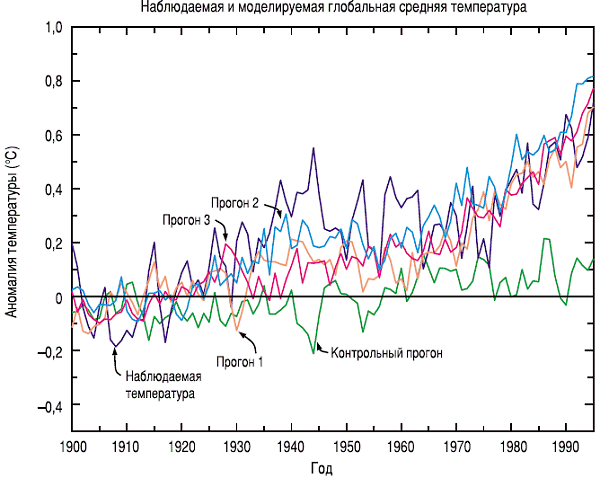 Наблюдаемая и моделируемая глобальная средняя температура
1,0
0,8
0,6
0,4
0,2
0
−0,2
−0,4
Аномалия температуры (°C)
Прогон 2
Прогон 3
Прогон 1
Контрольный прогон
Наблюдаемая
температура
1900 1910 1920 1930 1940 1950 1960 1970 1980 1990
Год